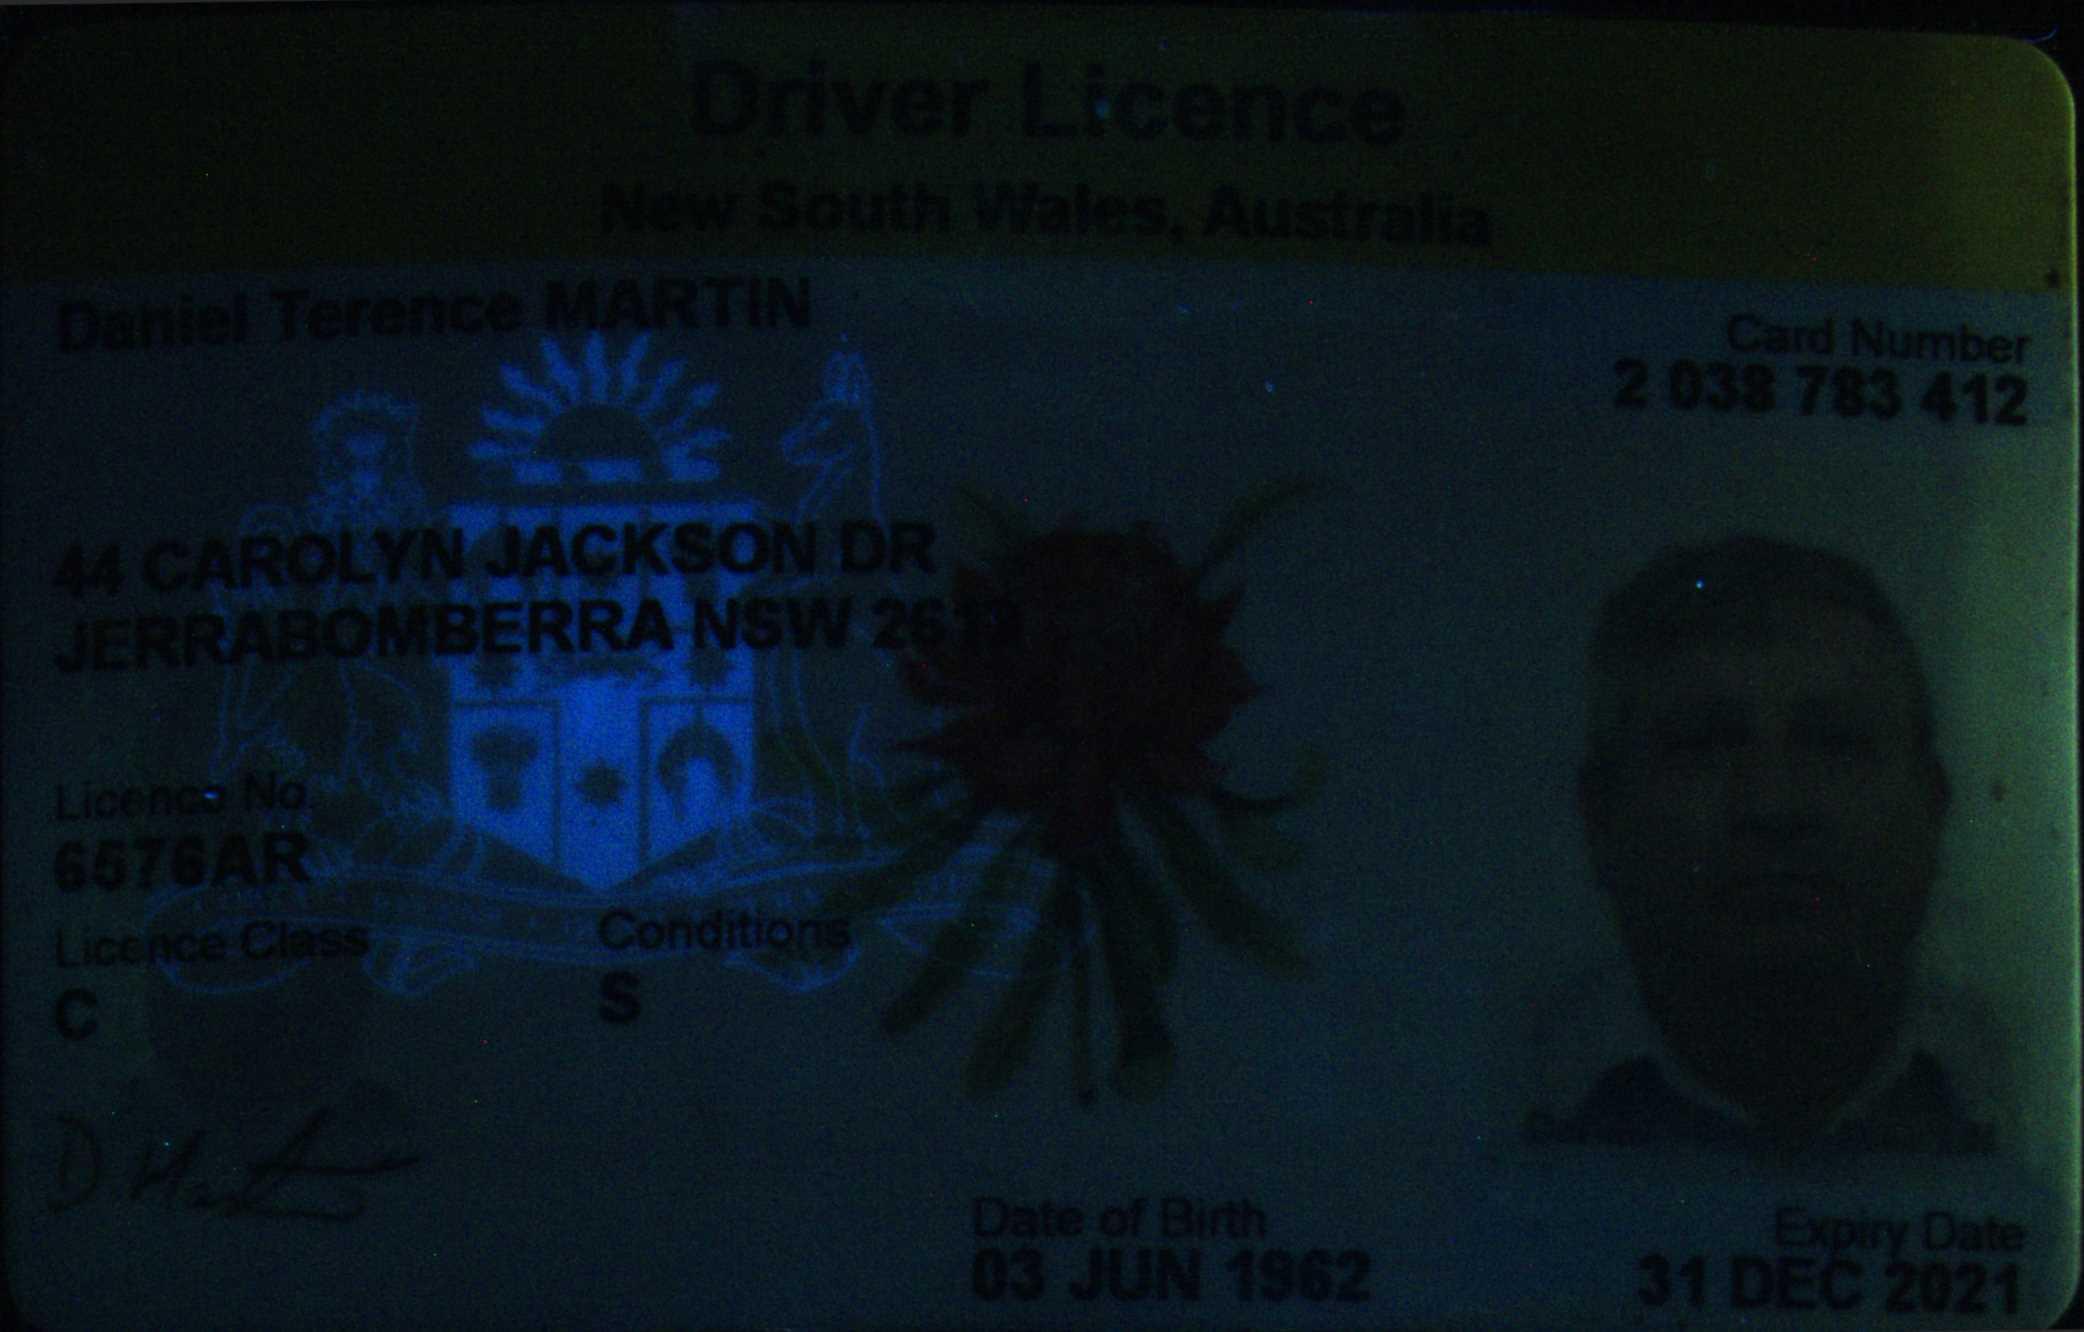 Driver Licence
New South Wales, Australia
Daniel Terence MARTIN
Card Number
2 038 783 412
44 CAROLYN JACKSON DR
JERRABOMBERRA NSW 2619
Licence No.
6576AR
Licence Class
C
Conditions
S
D Martin
Date of Birth
03 JUN 1962
Expiry Date
31 DEC 2021